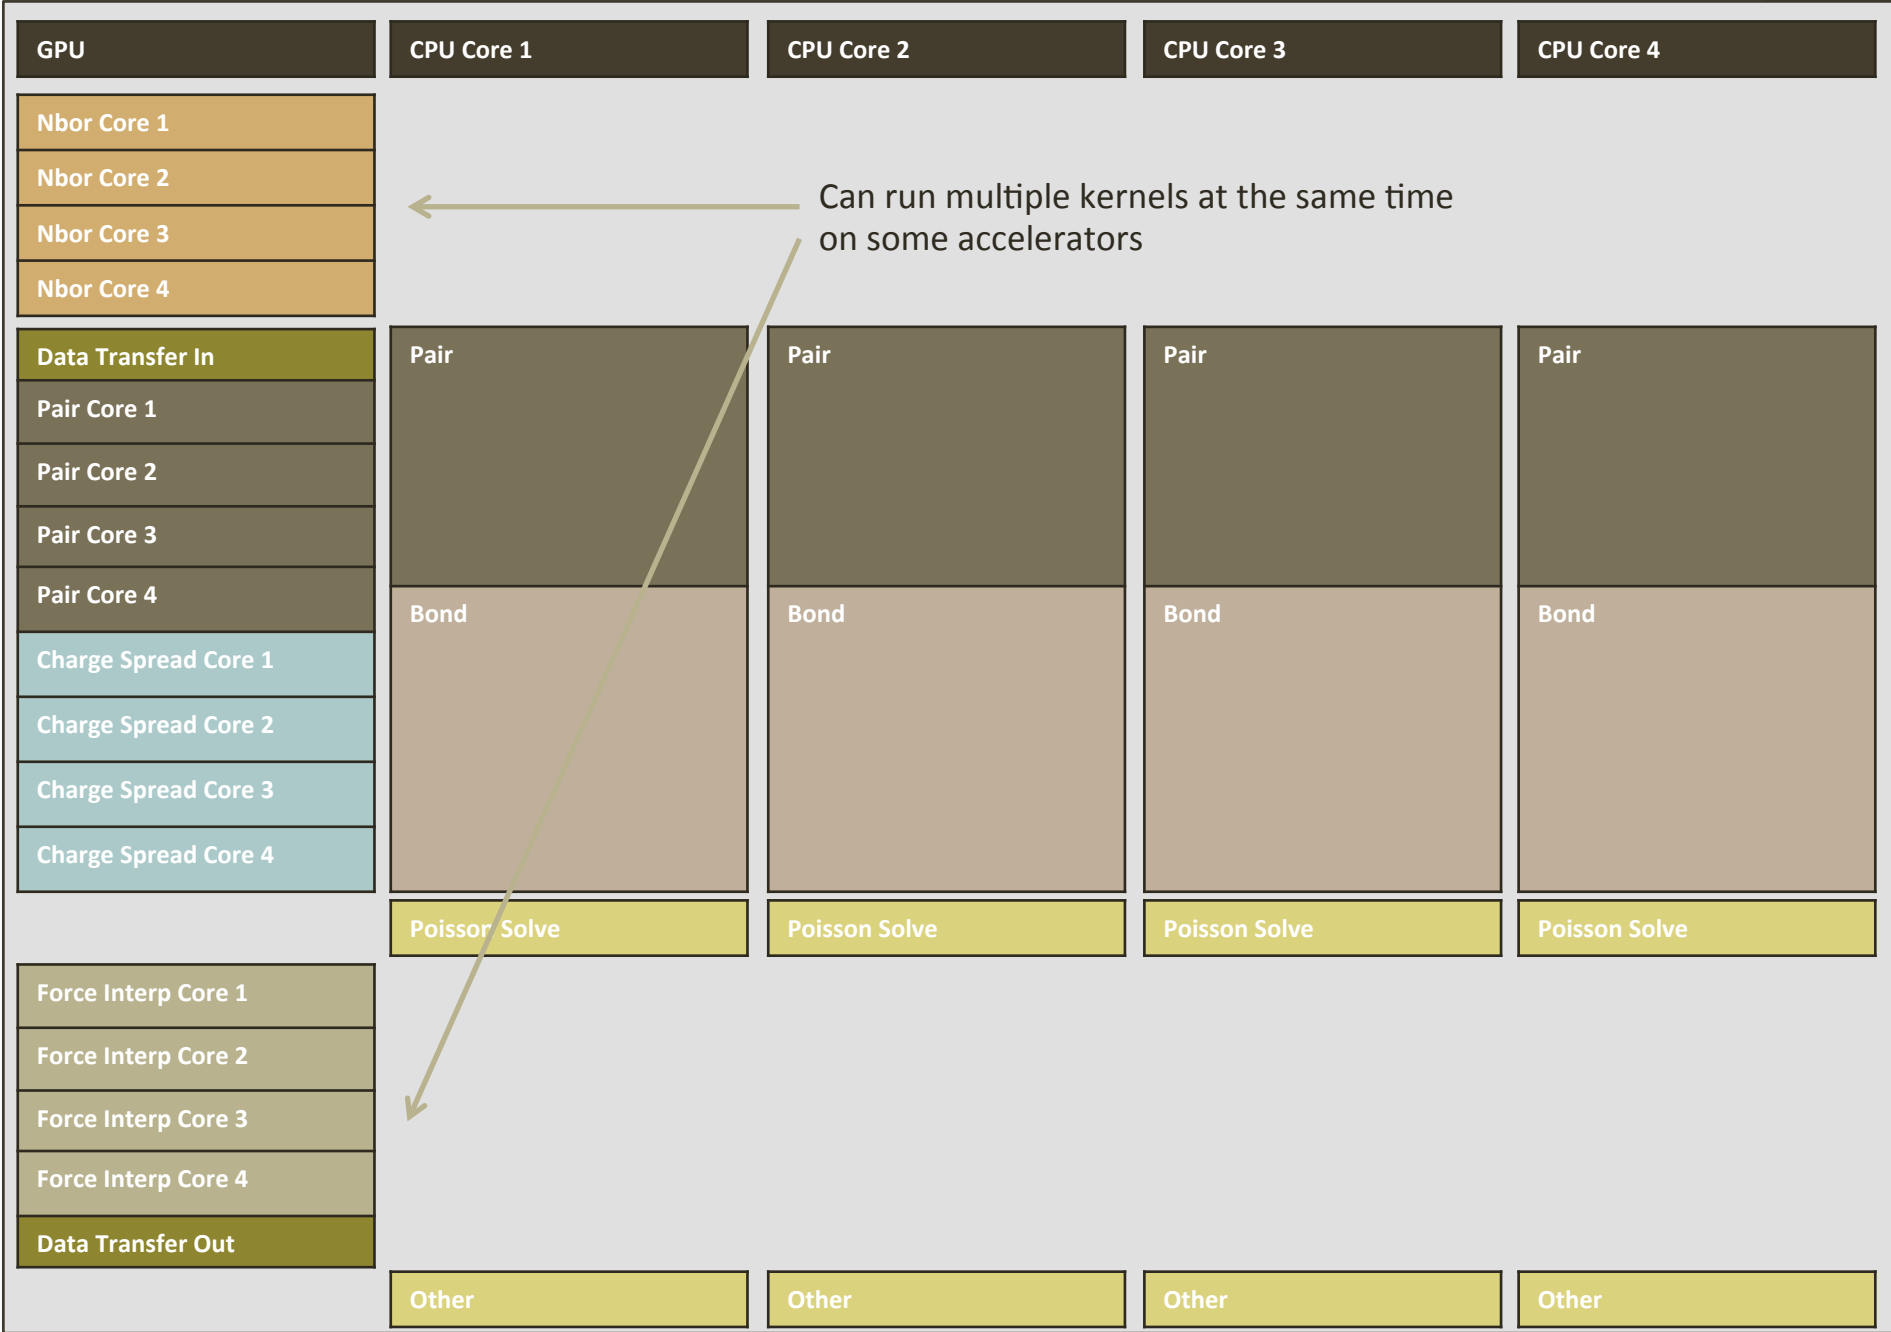 GPU
CPU Core 1
CPU Core 2
CPU Core 3
CPU Core 4
Nbor Core 1
Nbor Core 2
Nbor Core 3
Nbor Core 4
Can run multiple kernels at the same time
on some accelerators
Data Transfer In
Pair Core 1
Pair Core 2
Pair Core 3
Pair Core 4
Charge Spread Core 1
Charge Spread Core 2
Charge Spread Core 3
Charge Spread Core 4
Pair
Pair
Pair
Pair
Bond
Bond
Bond
Bond
Poisson Solve
Poisson Solve
Poisson Solve
Poisson Solve
Force Interp Core 1
Force Interp Core 2
Force Interp Core 3
Force Interp Core 4
Data Transfer Out
Other
Other
Other
Other